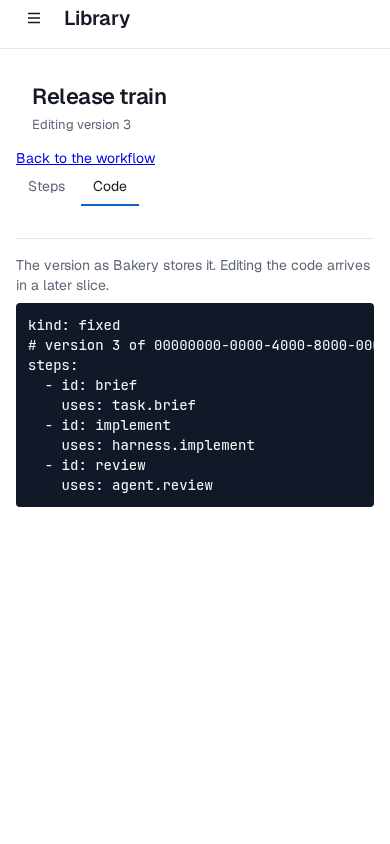 Library
Release train
Editing version 3
Back to the workflow
Steps Code
The version as Bakery stores it. Editing the code arrives
in a later slice.
kind: fixed
# version 3 of 00000000-0000-4000-8000-00
steps:
  - id: brief
    uses: task.brief
  - id: implement
    uses: harness.implement
  - id: review
    uses: agent.review